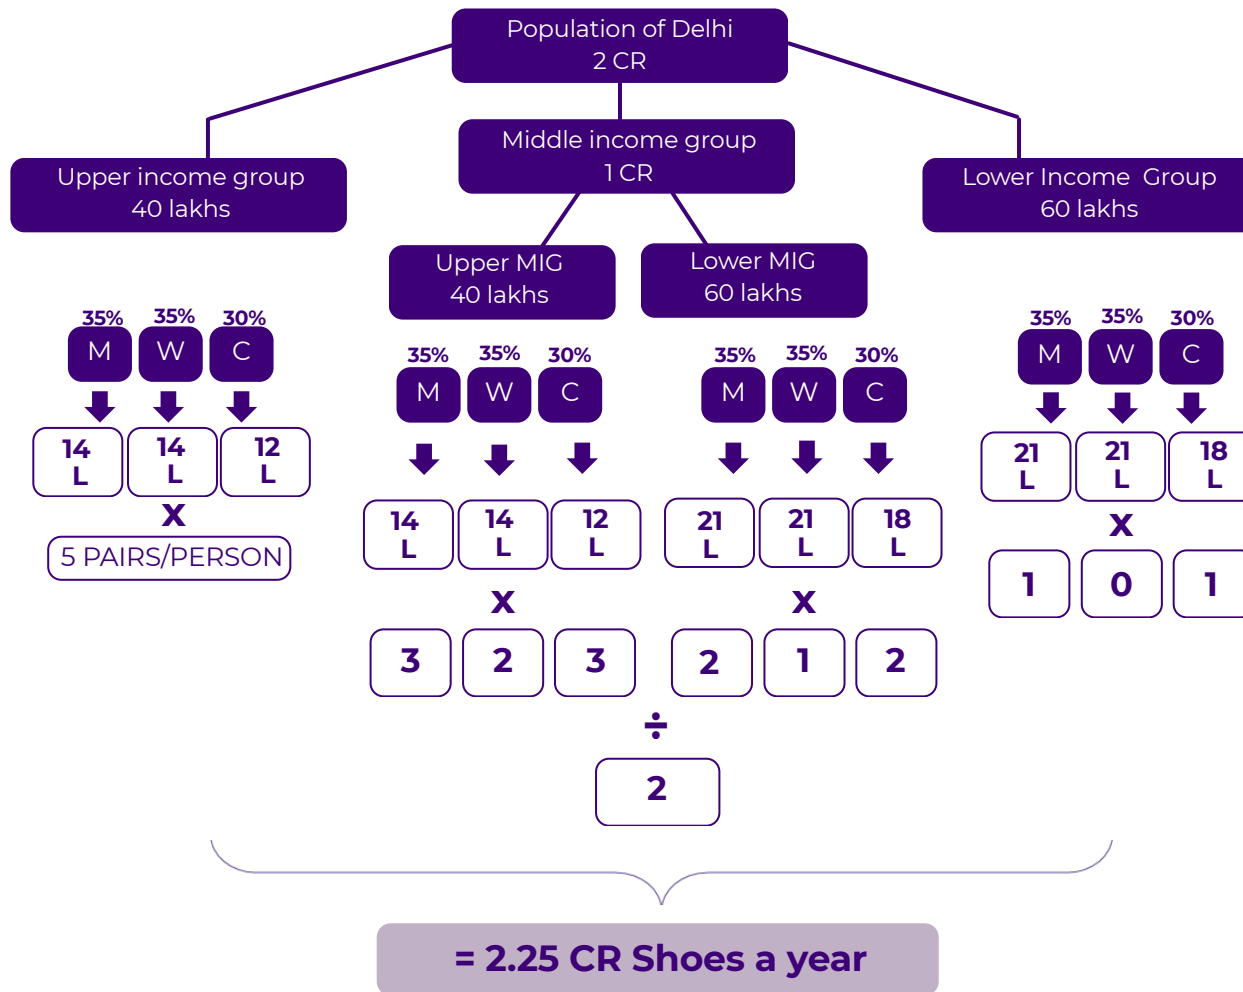 Population of Delhi
2 CR
Middle income group
1 CR
Upper income group
40 lakhs
Lower Income Group
60 lakhs
Upper MIG
40 lakhs
Lower MIG
60 lakhs
35% 35% 30%
M W C
14 L
14 L
12 L
X
5 PAIRS/PERSON
35% 35% 30%
M W C
14 L
14 L
12 L
X
3 2 3
35% 35% 30%
M W C
21 L
21 L
18 L
X
2 1 2
35% 35% 30%
M W C
21 L
21 L
18 L
X
1 0 1
÷
2
= 2.25 CR Shoes a year